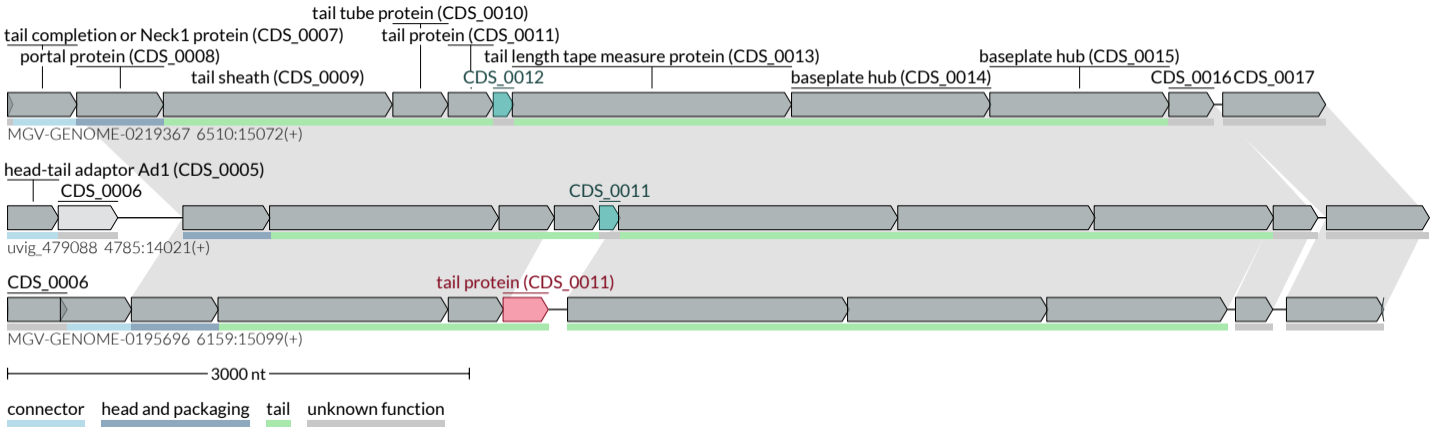 tail tube protein (CDS_0010)
tail completion or Neck1 protein (CDS_0007) tail protein (CDS_0011)
portal protein (CDS_0008) tail length tape measure protein (CDS_0013) baseplate hub (CDS_0015)
tail sheath (CDS_0009) CDS_0012 baseplate hub (CDS_0014) CDS_0016 CDS_0017
MGV-GENOME-0219367 6510:15072(+)
head-tail adaptor Ad1 (CDS_0005)
CDS_0006 CDS_0011
uvig_479088 4785:14021(+)
CDS_0006 tail protein (CDS_0011)
MGV-GENOME-0195696 6159:15099(+)
3000 nt
connector head and packaging tail unknown function